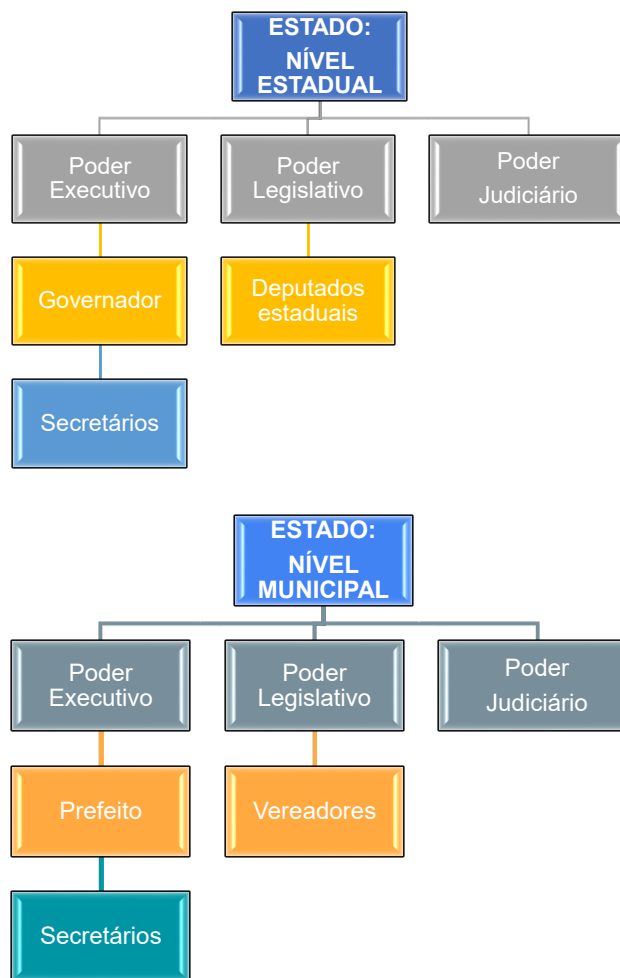 ESTADO:
NÍVEL
ESTADUAL
Poder
Executivo
Poder
Legislativo
Poder
Judiciário
Governador
Deputados
estaduais
Secretários
ESTADO:
NÍVEL
MUNICIPAL
Poder
Executivo
Poder
Legislativo
Poder
Judiciário
Prefeito
Vereadores
Secretários